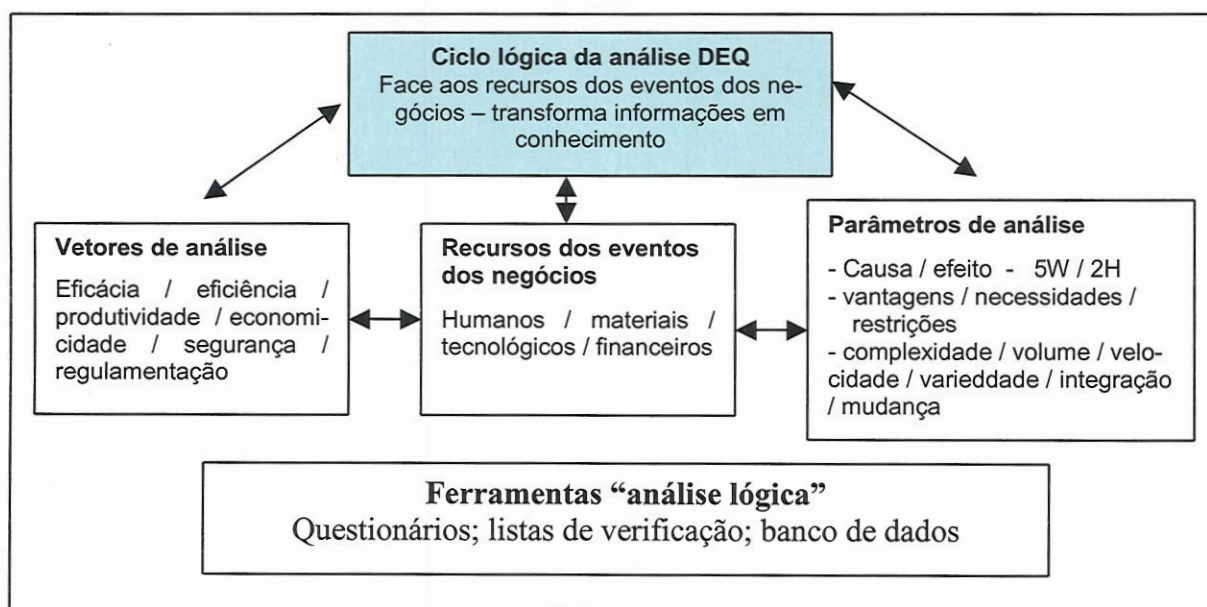 Ciclo lógica da análise DEQ
Face aos recursos dos eventos dos ne-
gócios – transforma informações em
conhecimento
Vetores de análise
Eficácia / eficiência /
produtividade / economi-
cidade / segurança /
regulamentação
Recursos dos eventos
dos negócios
Humanos / materiais /
tecnológicos / financeiros
Parâmetros de análise
- Causa / efeito - 5W / 2H
- vantagens / necessidades /
restrições
- complexidade / volume / velo-
cidade / varieddade / integração
/ mudança
Ferramentas “análise lógica”
Questionários; listas de verificação; banco de dados